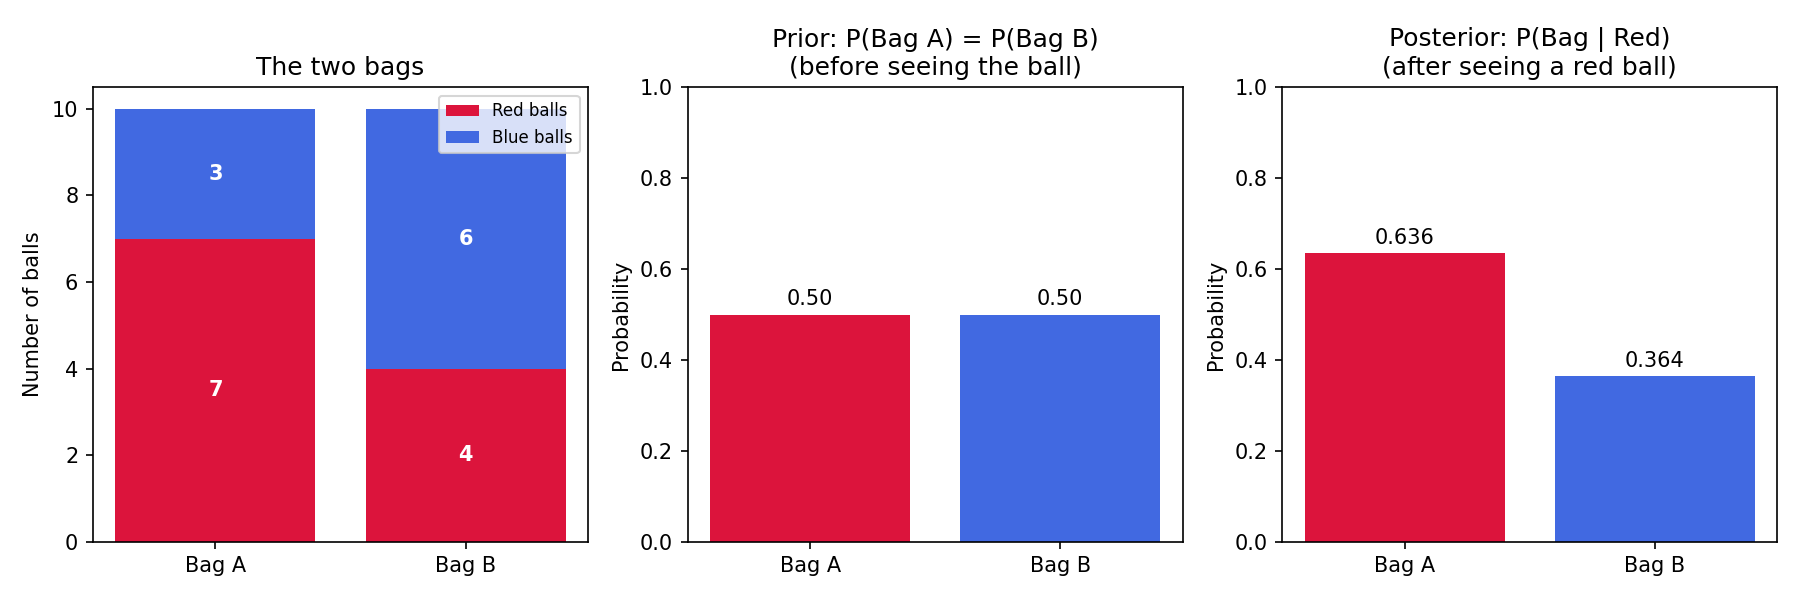 The two bags
Number of balls
10
8
6
4
2
0
3
7
6
4
Red balls
Blue balls
Bag A
Bag B
Prior: P(Bag A) = P(Bag B)
(before seeing the ball)
Probability
1.0
0.8
0.6
0.4
0.2
0.0
0.50
0.50
Bag A
Bag B
Posterior: P(Bag | Red)
(after seeing a red ball)
Probability
1.0
0.8
0.6
0.4
0.2
0.0
0.636
0.364
Bag A
Bag B